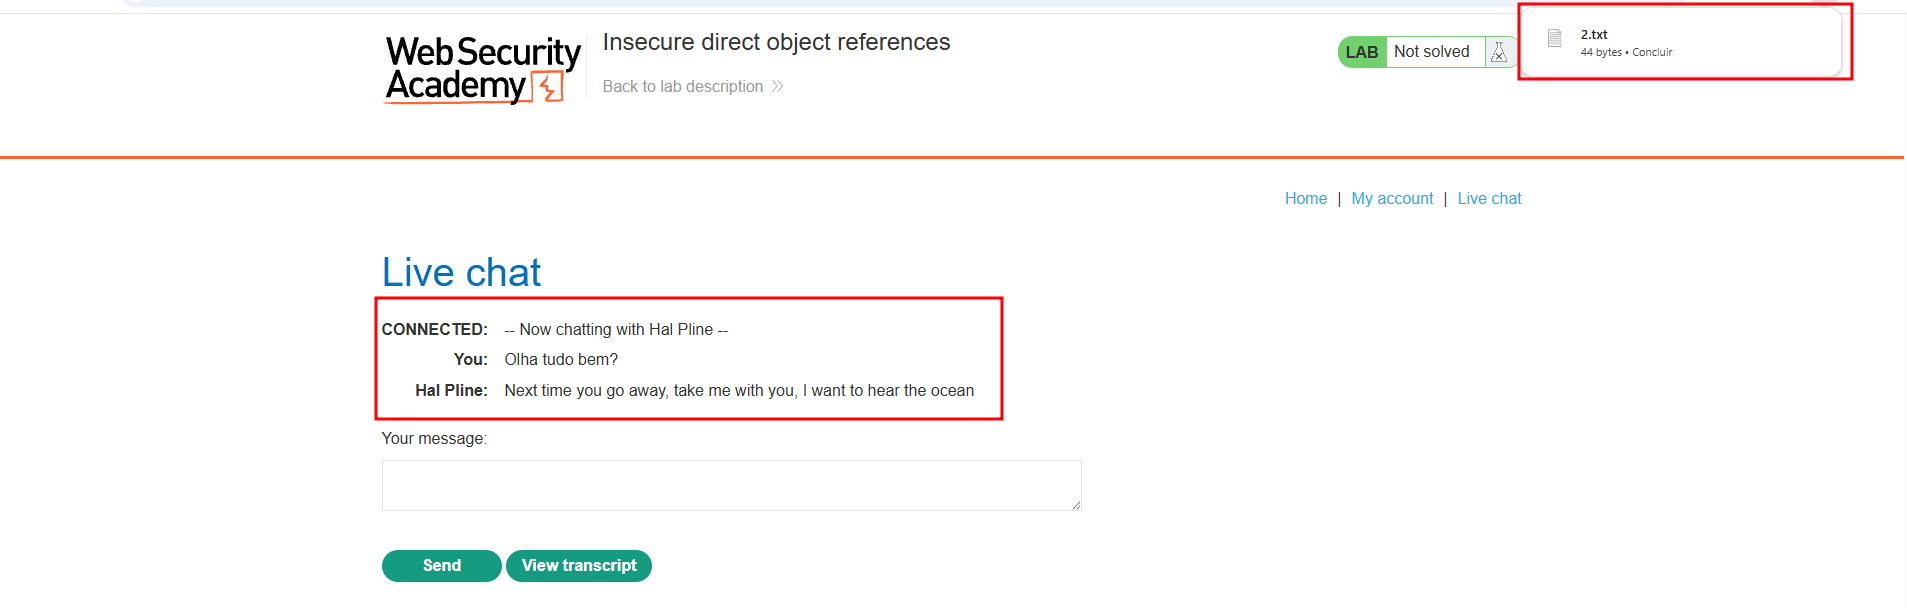 Web Security
Academy
Insecure direct object references
Back to lab description
LAB Not solved
2.txt
44 bytes • Concluir
Home | My account | Live chat
Live chat
CONNECTED: -- Now chatting with Hal Pline --
You: Olha tudo bem?
Hal Pline: Next time you go away, take me with you, I want to hear the ocean
Your message:
Send View transcript